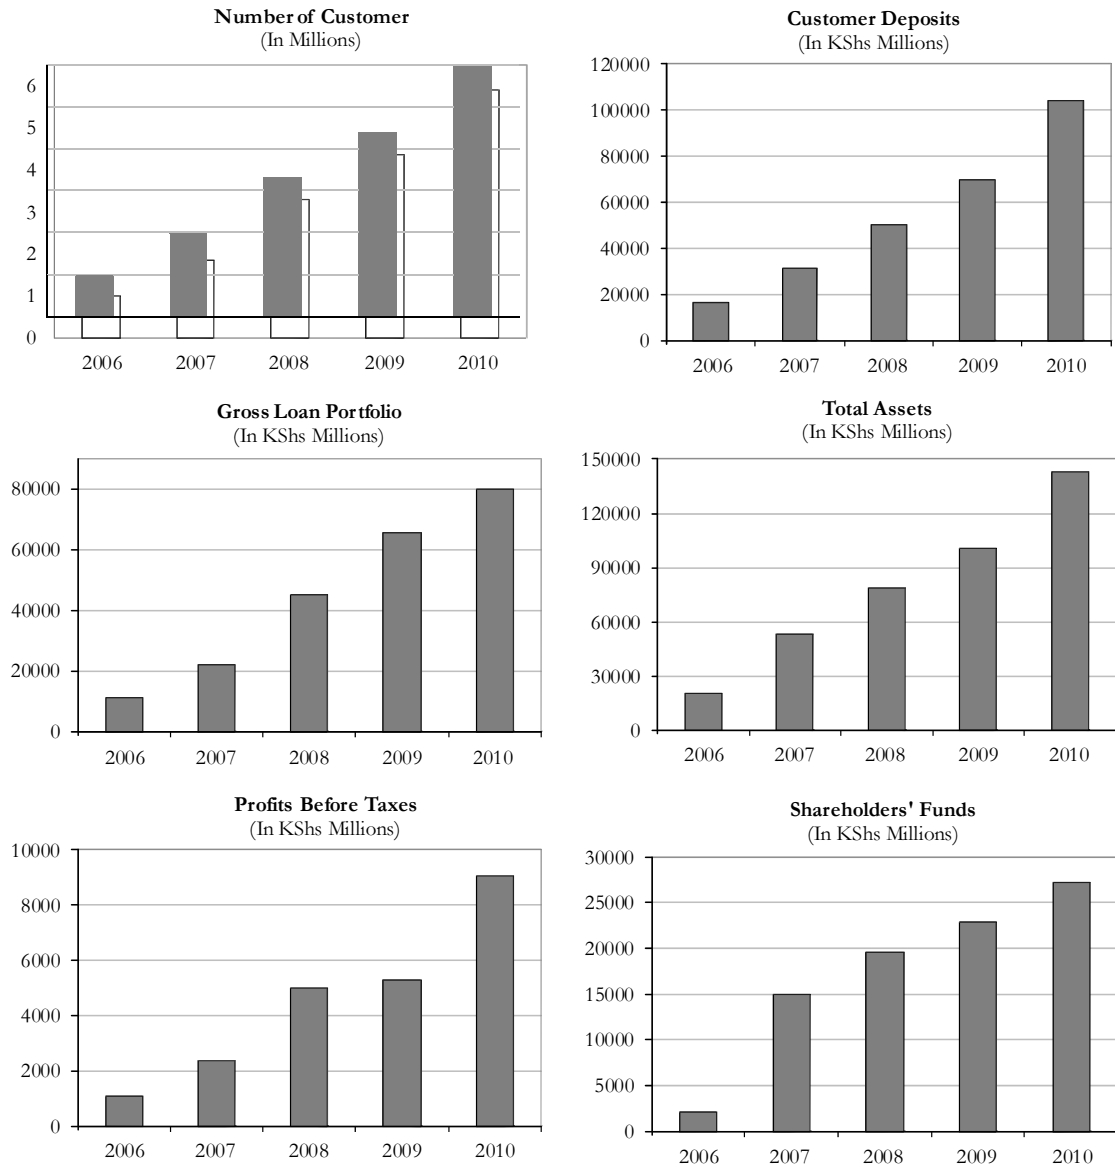 Number of Customer
(In Millions)
6
5
4
3
2
1
0
2006 2007 2008 2009 2010
Customer Deposits
(In KShs Millions)
120000
100000
80000
60000
40000
20000
0
2006 2007 2008 2009 2010
Gross Loan Portfolio
(In KShs Millions)
80000
60000
40000
20000
0
2006 2007 2008 2009 2010
Total Assets
(In KShs Millions)
150000
120000
90000
60000
30000
0
2006 2007 2008 2009 2010
Profits Before Taxes
(In KShs Millions)
10000
8000
6000
4000
2000
0
2006 2007 2008 2009 2010
Shareholders' Funds
(In KShs Millions)
30000
25000
20000
15000
10000
5000
0
2006 2007 2008 2009 2010